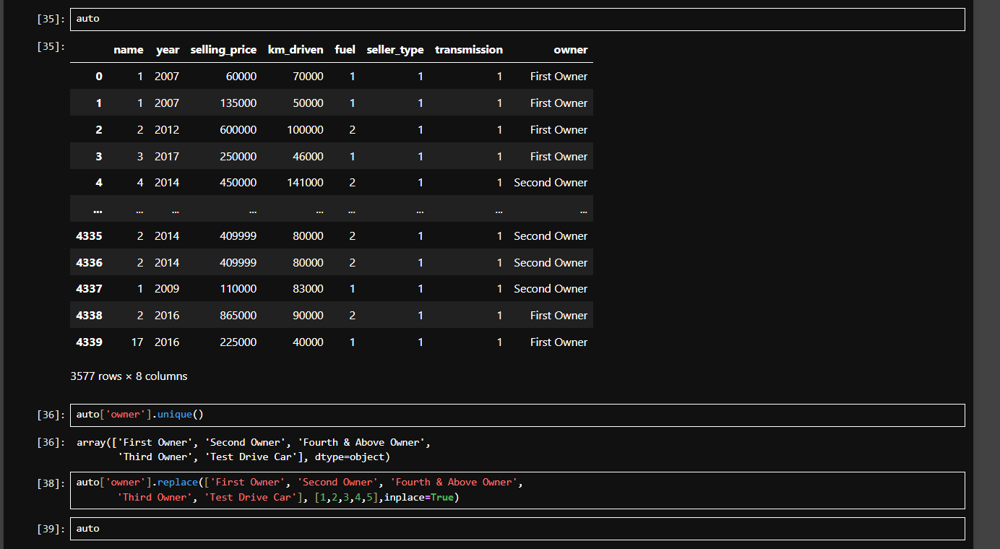 [35]: auto
[35]:
name year selling_price km_driven fuel seller_type transmission owner
0 1 2007 60000 70000 1 1 1 First Owner
1 1 2007 135000 50000 1 1 1 First Owner
2 2 2012 600000 100000 2 1 1 First Owner
3 3 2017 250000 46000 1 1 1 First Owner
4 4 2014 450000 141000 2 1 1 Second Owner
... ... ... ... ... ... ... ... ...
4335 2 2014 409999 80000 2 1 1 Second Owner
4336 2 2014 409999 80000 2 1 1 Second Owner
4337 1 2009 110000 83000 1 1 1 Second Owner
4338 2 2016 865000 90000 2 1 1 First Owner
4339 17 2016 225000 40000 1 1 1 First Owner
3577 rows × 8 columns
[36]: auto['owner'].unique()
[36]: array(['First Owner', 'Second Owner', 'Fourth & Above Owner',
'Third Owner', 'Test Drive Car'], dtype=object)
[38]: auto['owner'].replace(['First Owner', 'Second Owner', 'Fourth & Above Owner',
'Third Owner', 'Test Drive Car'], [1,2,3,4,5],inplace=True)
[39]: auto